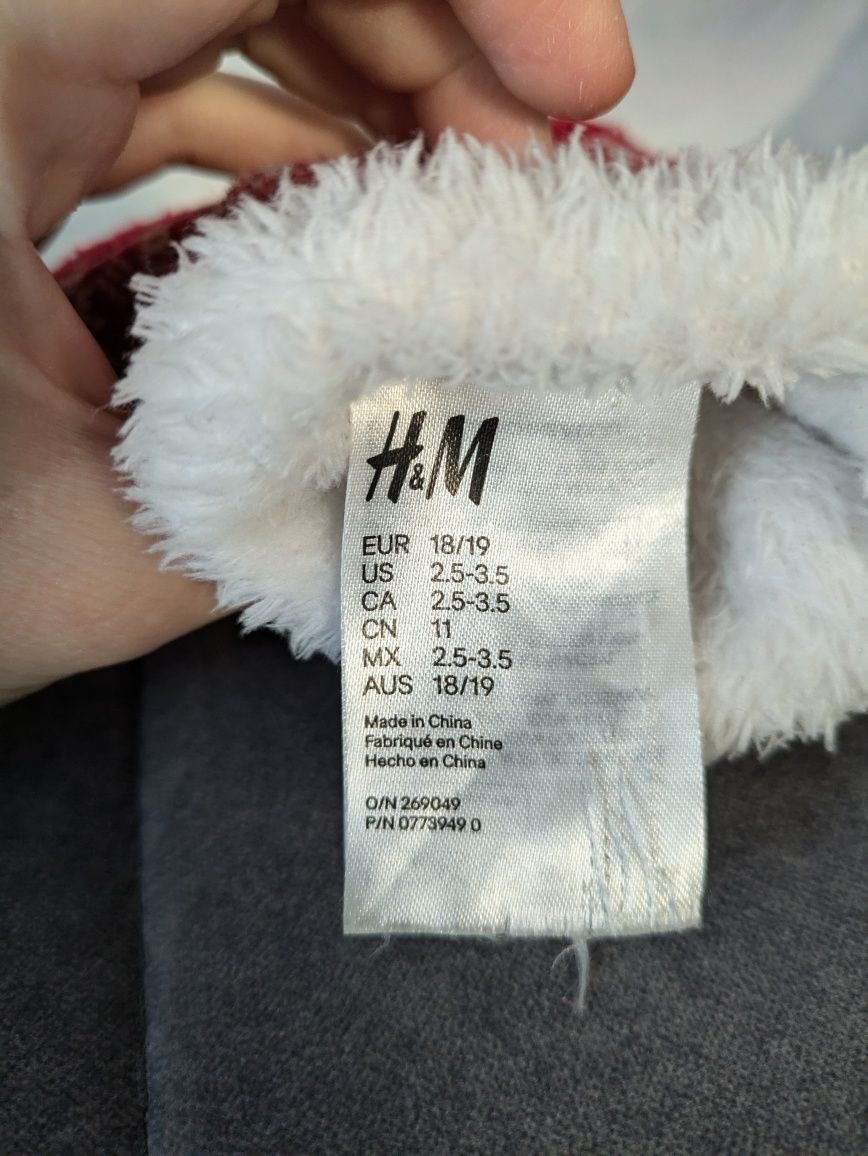 H&M
EUR 18/19
US 2.5-3.5
CA 2.5-3.5
CN 11
MX 2.5-3.5
AUS 18/19
Made in China
Fabriqué en Chine
Hecho en China
O/N 269049
P/N 0773949 0